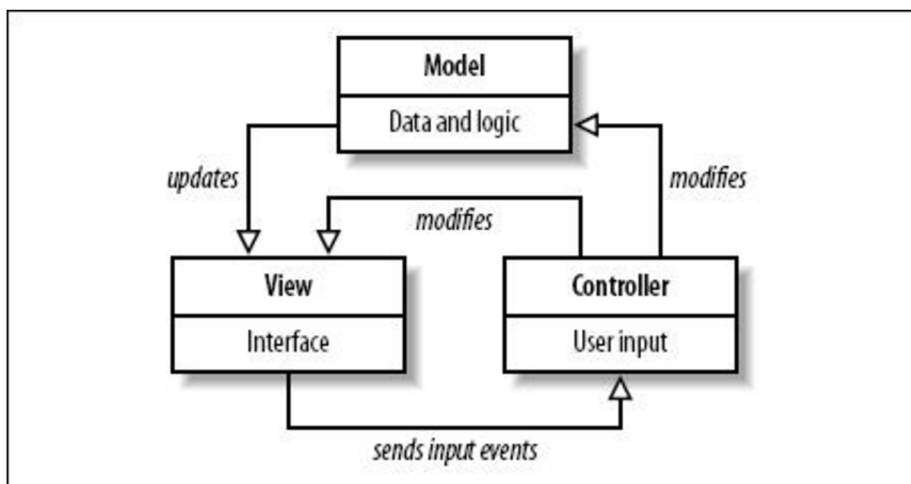 Model
Data and logic
updates
modifies
modifies
View
Interface
Controller
User input
sends input events